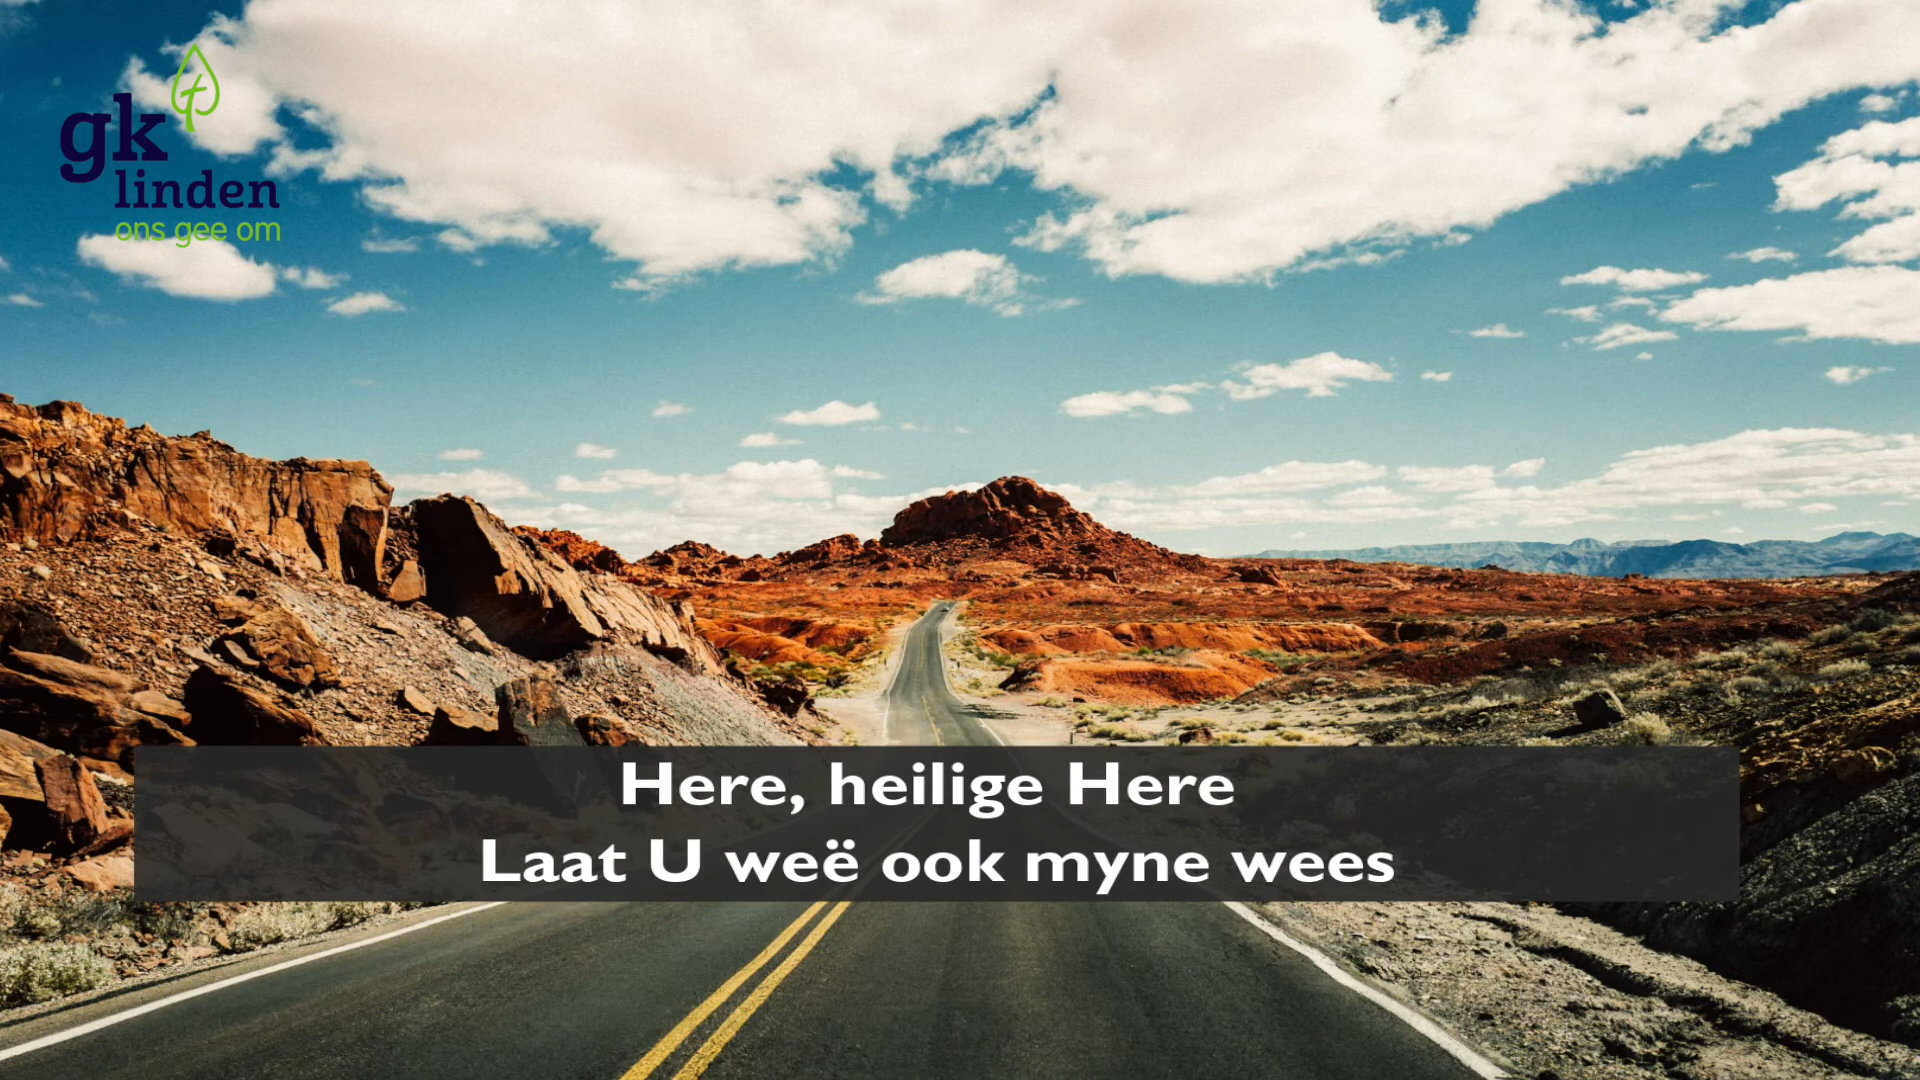 gk
linden
ons gee om
Here, heilige Here
Laat U weë ook myne wees